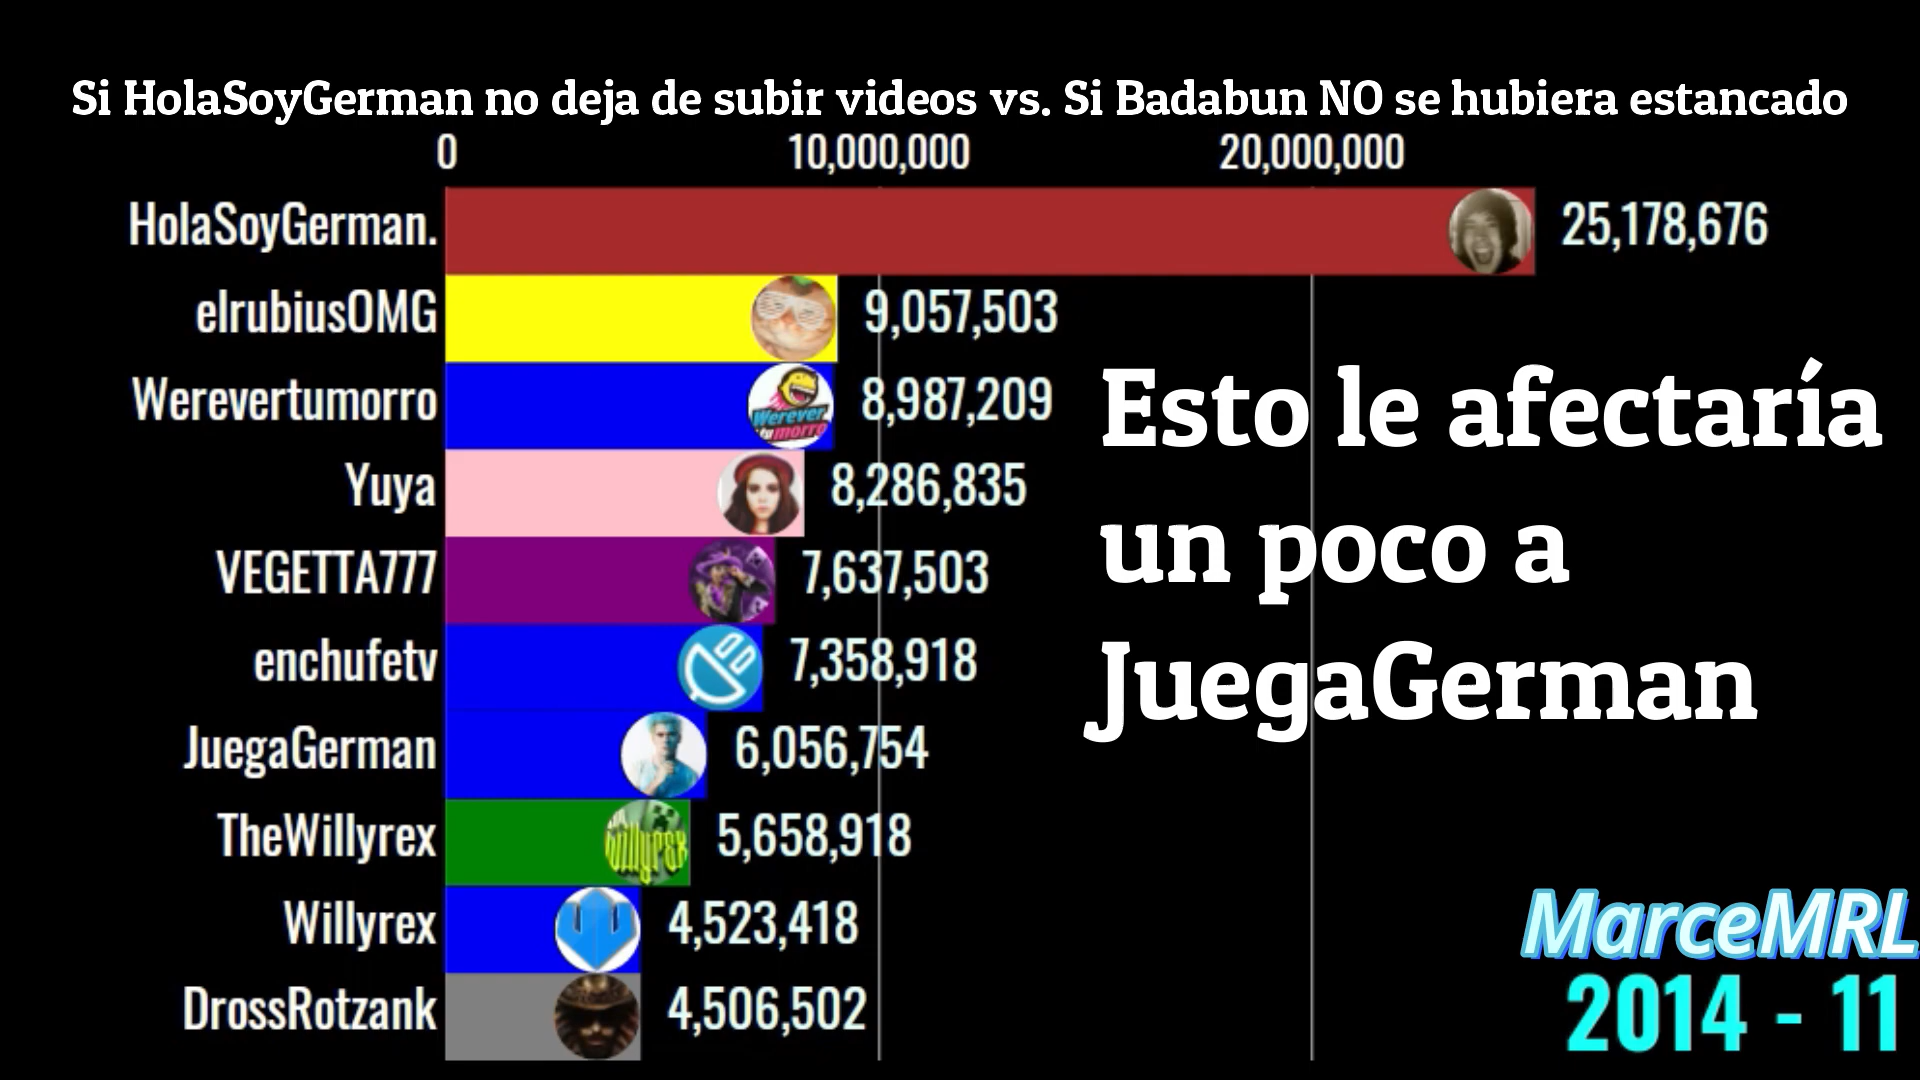 Si HolaSoyGerman no deja de subir videos vs. Si Badabun NO se hubiera estancado
0 10,000,000 20,000,000
HolaSoyGerman. 25,178,676
elrubiusOMG 9,057,503
Werevertumorro Werever tumorro 8,987,209
Yuya 8,286,835
VEGETTA777 7,637,503
enchufetv 7,358,918
JuegaGerman 6,056,754
TheWillyrex willyrex 5,658,918
Willyrex 4,523,418
DrossRotzank 4,506,502
Esto le afectaría
un poco a
JuegaGerman
MarceMRL
2014 - 11